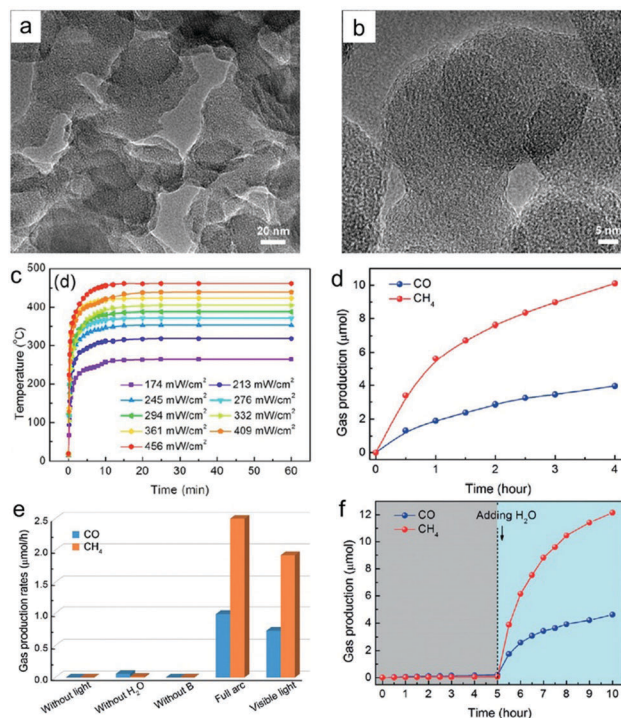 a
20 nm
b
5 nm
c
(d)
500
400
300
200
100
0
Temperature (°C)
174 mW/cm² 213 mW/cm²
245 mW/cm² 276 mW/cm²
294 mW/cm² 332 mW/cm²
361 mW/cm² 409 mW/cm²
456 mW/cm²
0 10 20 30 40 50 60
Time (min)
d
CO
CH₄
10
8
6
4
2
0
Gas production (μmol)
0 1 2 3 4
Time (hour)
e
CO
CH₄
2.5
2.0
1.5
1.0
0.5
0.0
Gas production rates (μmol/h)
Without light Without H₂O Without B Full arc Visible light
f
CO
CH₄
Adding H₂O
12
10
8
6
4
2
0
Gas production (μmol)
0 1 2 3 4 5 6 7 8 9 10
Time (hour)